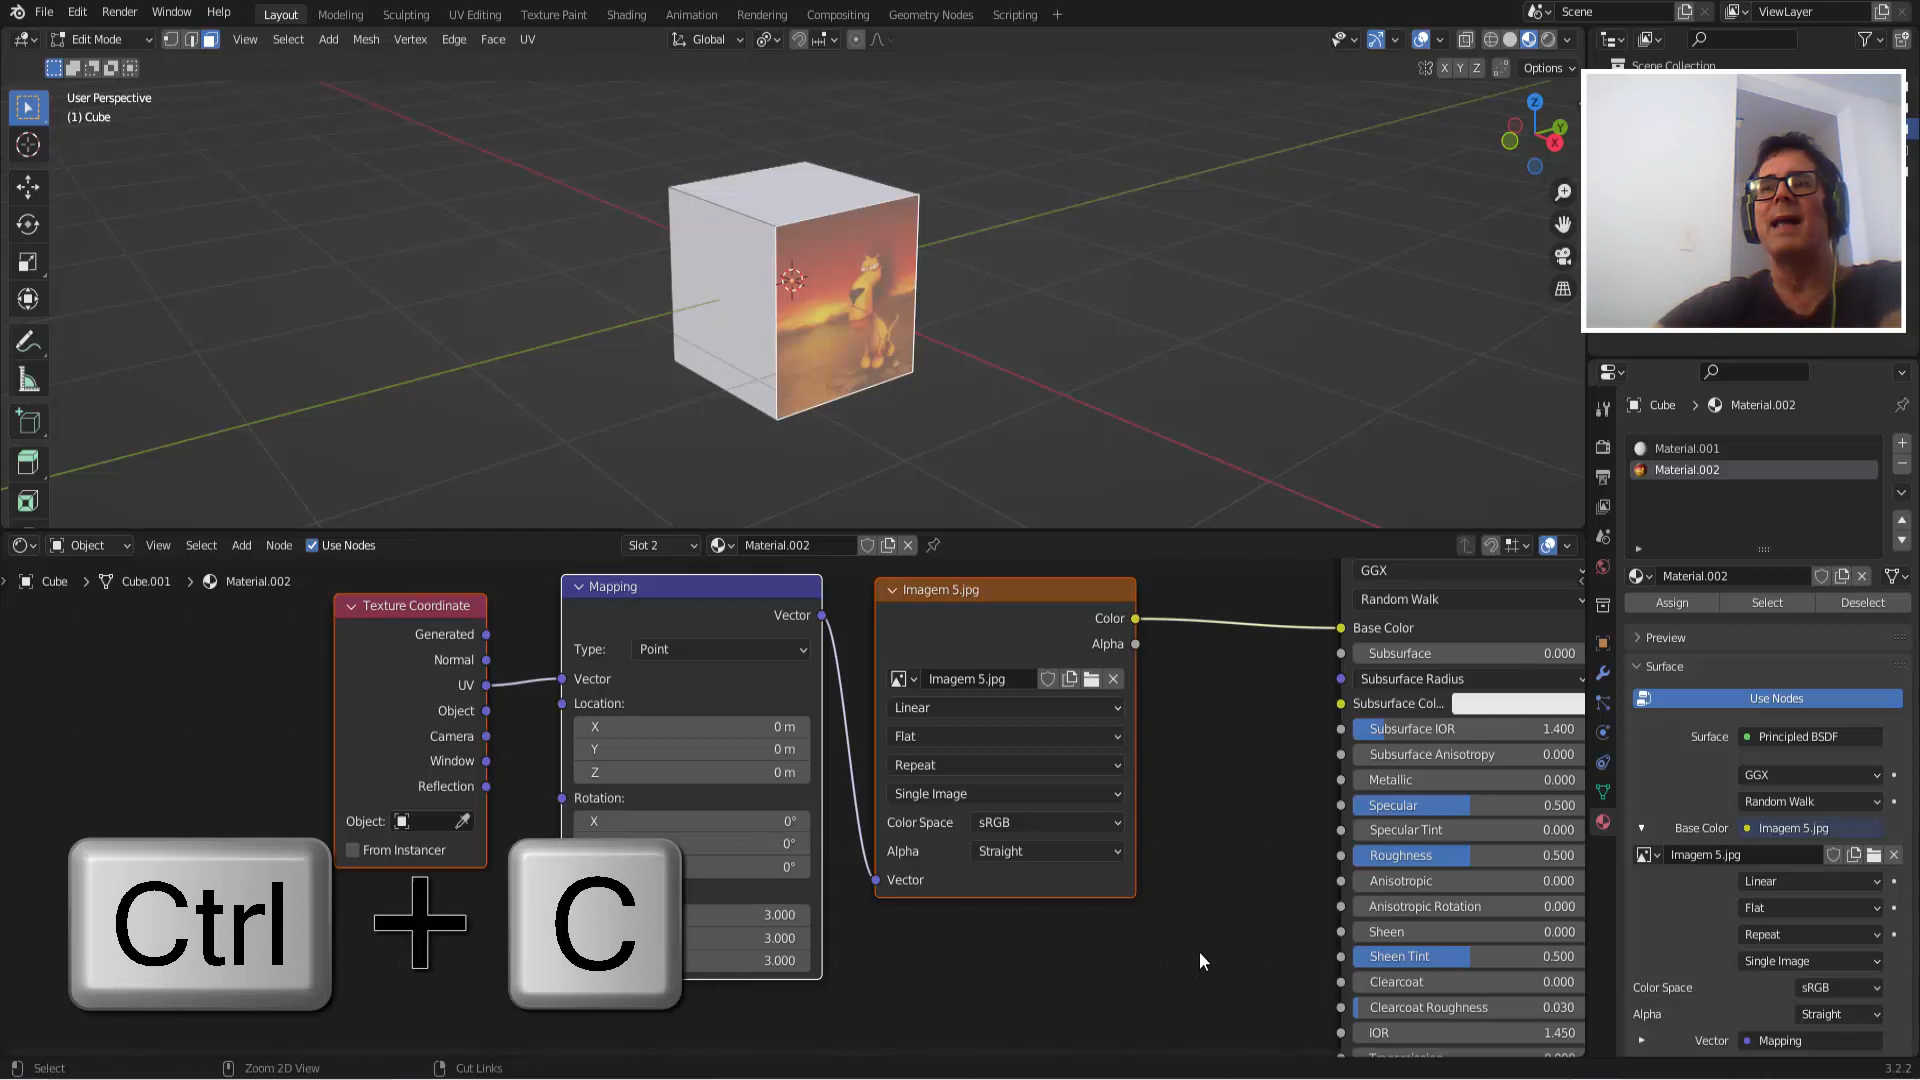 File Edit Render Window Help Layout Modeling Sculpting UV Editing Texture Paint Shading Animation Rendering Compositing Geometry Nodes Scripting + Scene ViewLayer
Edit Mode View Select Add Mesh Vertex Edge Face UV Global
X Y Z Options
User Perspective
(1) Cube
Z
Y
X
Scene Collection
Cube > Material.002
Material.001
Material.002
Material.002
Assign Select Deselect
Preview
Surface
Use Nodes
Surface Principled BSDF
GGX
Random Walk
Base Color Imagem 5.jpg
Imagem 5.jpg
Linear
Flat
Repeat
Single Image
Color Space sRGB
Alpha Straight
Vector Mapping
Object View Select Add Node Use Nodes Slot 2 Material.002
Cube > Cube.001 > Material.002
Texture Coordinate
Generated
Normal
UV
Object
Camera
Window
Reflection
Object:
From Instancer
Mapping
Vector
Type: Point
Vector
Location:
X 0 m
Y 0 m
Z 0 m
Rotation:
X 0°
0°
0°
3.000
3.000
3.000
Imagem 5.jpg
Color
Alpha
Imagem 5.jpg
Linear
Flat
Repeat
Single Image
Color Space sRGB
Alpha Straight
Vector
GGX
Random Walk
Base Color
Subsurface 0.000
Subsurface Radius
Subsurface Col...
Subsurface IOR 1.400
Subsurface Anisotropy 0.000
Metallic 0.000
Specular 0.500
Specular Tint 0.000
Roughness 0.500
Anisotropic 0.000
Anisotropic Rotation 0.000
Sheen 0.000
Sheen Tint 0.500
Clearcoat 0.000
Clearcoat Roughness 0.030
IOR 1.450
Ctrl + C
Select Zoom 2D View Cut Links 3.2.2